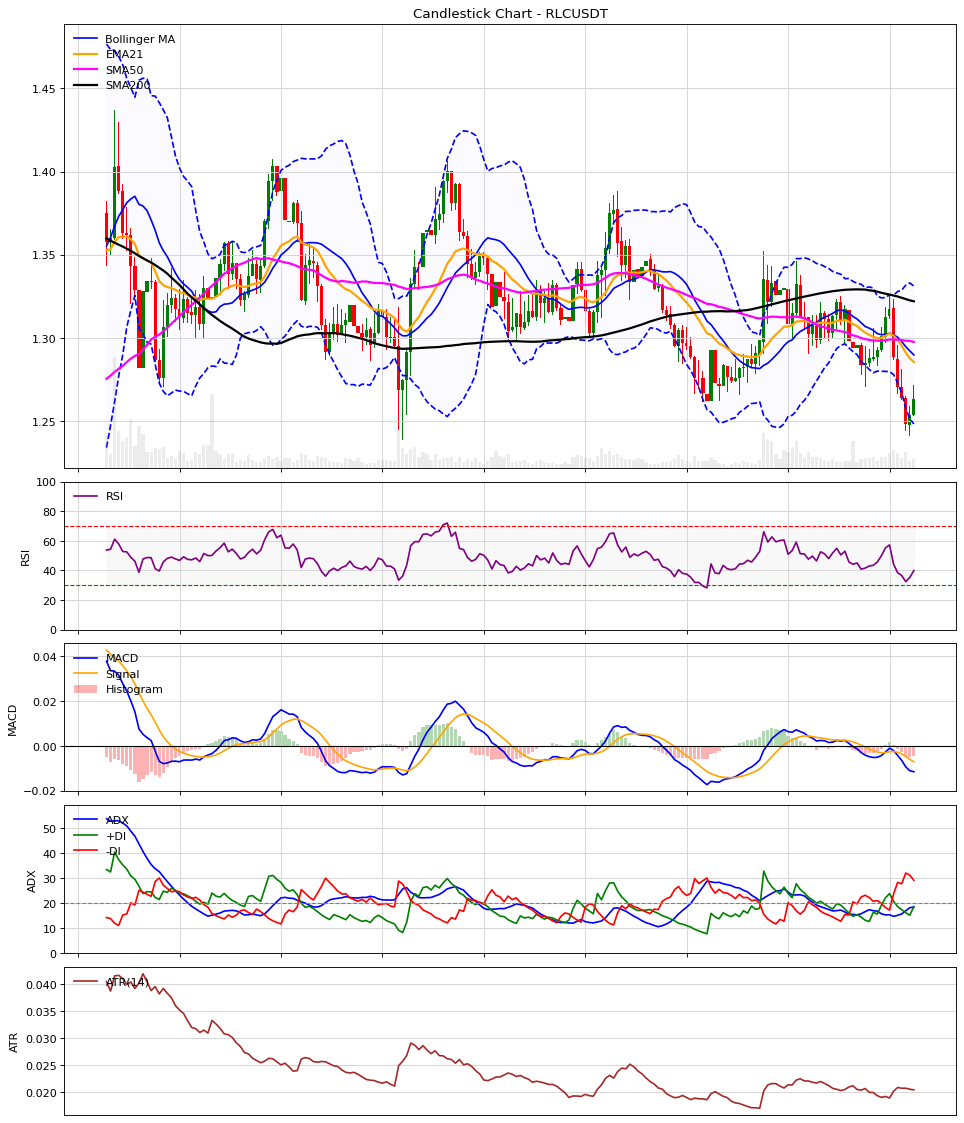 Candlestick Chart - RLCUSDT
Bollinger MA
EMA21
SMA50
SMA200
1.45
1.40
1.35
1.30
1.25
RSI
100
80
60
40
20
0
RSI
MACD
Signal
Histogram
0.04
0.02
0.00
−0.02
MACD
ADX
+DI
-DI
50
40
30
20
10
0
ADX
ATR(14)
0.040
0.035
0.030
0.025
0.020
ATR